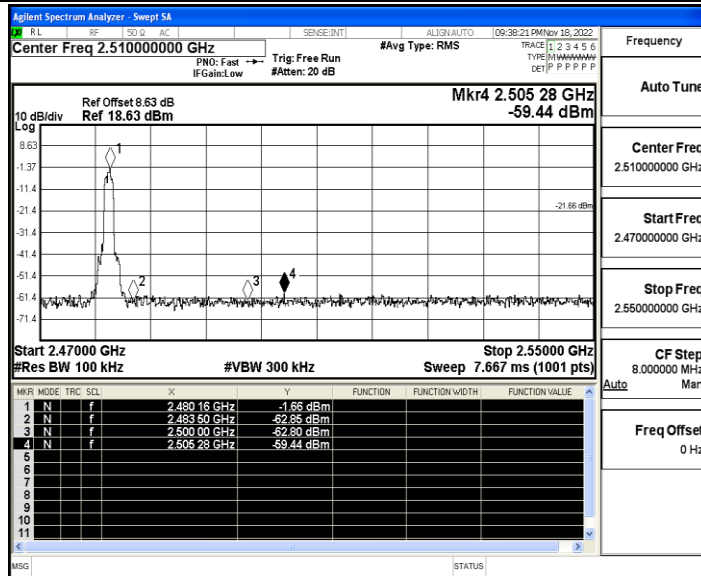 Agilent Spectrum Analyzer - Swept SA
RL RF 50 Ω AC SENSE:INT ALIGN AUTO 09:38:21 PM Nov 18, 2022
Center Freq 2.510000000 GHz
#Avg Type: RMS
TRACE 1 2 3 4 5 6
TYPE M WWWWW
DET P P P P P P
PNO: Fast
IFGain:Low
Trig: Free Run
#Atten: 20 dB
Mkr4 2.505 28 GHz
-59.44 dBm
Ref Offset 8.63 dB
Ref 18.63 dBm
10 dB/div
Log
8.63
-1.37
-11.4
-21.4
-31.4
-41.4
-51.4
-61.4
-71.4
1
2
3
4
-21.66 dBm
Start 2.47000 GHz
Stop 2.55000 GHz
#Res BW 100 kHz
#VBW 300 kHz
Sweep 7.667 ms (1001 pts)
MKR MODE TRC SCL X Y FUNCTION FUNCTION WIDTH FUNCTION VALUE
1 N f 2.480 16 GHz -1.66 dBm
2 N f 2.483 50 GHz -62.85 dBm
3 N f 2.500 00 GHz -62.80 dBm
4 N f 2.505 28 GHz -59.44 dBm
5
6
7
8
9
10
11
MSG
STATUS
Frequency
Auto Tune
Center Freq
2.510000000 GHz
Start Freq
2.470000000 GHz
Stop Freq
2.550000000 GHz
CF Step
8.000000 MHz
Auto Man
Freq Offset
0 Hz